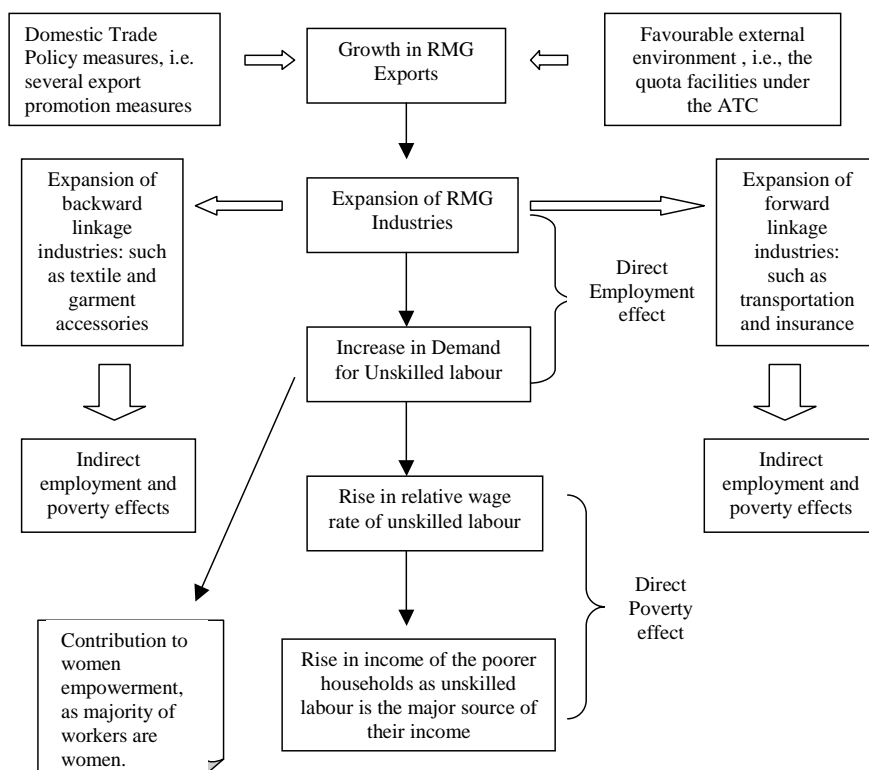 Domestic Trade
Policy measures, i.e.
several export
promotion measures
Growth in RMG
Exports
Favourable external
environment , i.e., the
quota facilities under
the ATC
Expansion of
backward
linkage
industries: such
as textile and
garment
accessories
Expansion of RMG
Industries
Expansion of
forward
linkage
industries:
such as
transportation
and insurance
Direct
Employment
effect
Increase in Demand
for Unskilled labour
Indirect
employment and
poverty effects
Rise in relative wage
rate of unskilled labour
Indirect
employment and
poverty effects
Direct
Poverty
effect
Contribution to
women
empowerment,
as majority of
workers are
women.
Rise in income of the poorer
households as unskilled
labour is the major source of
their income